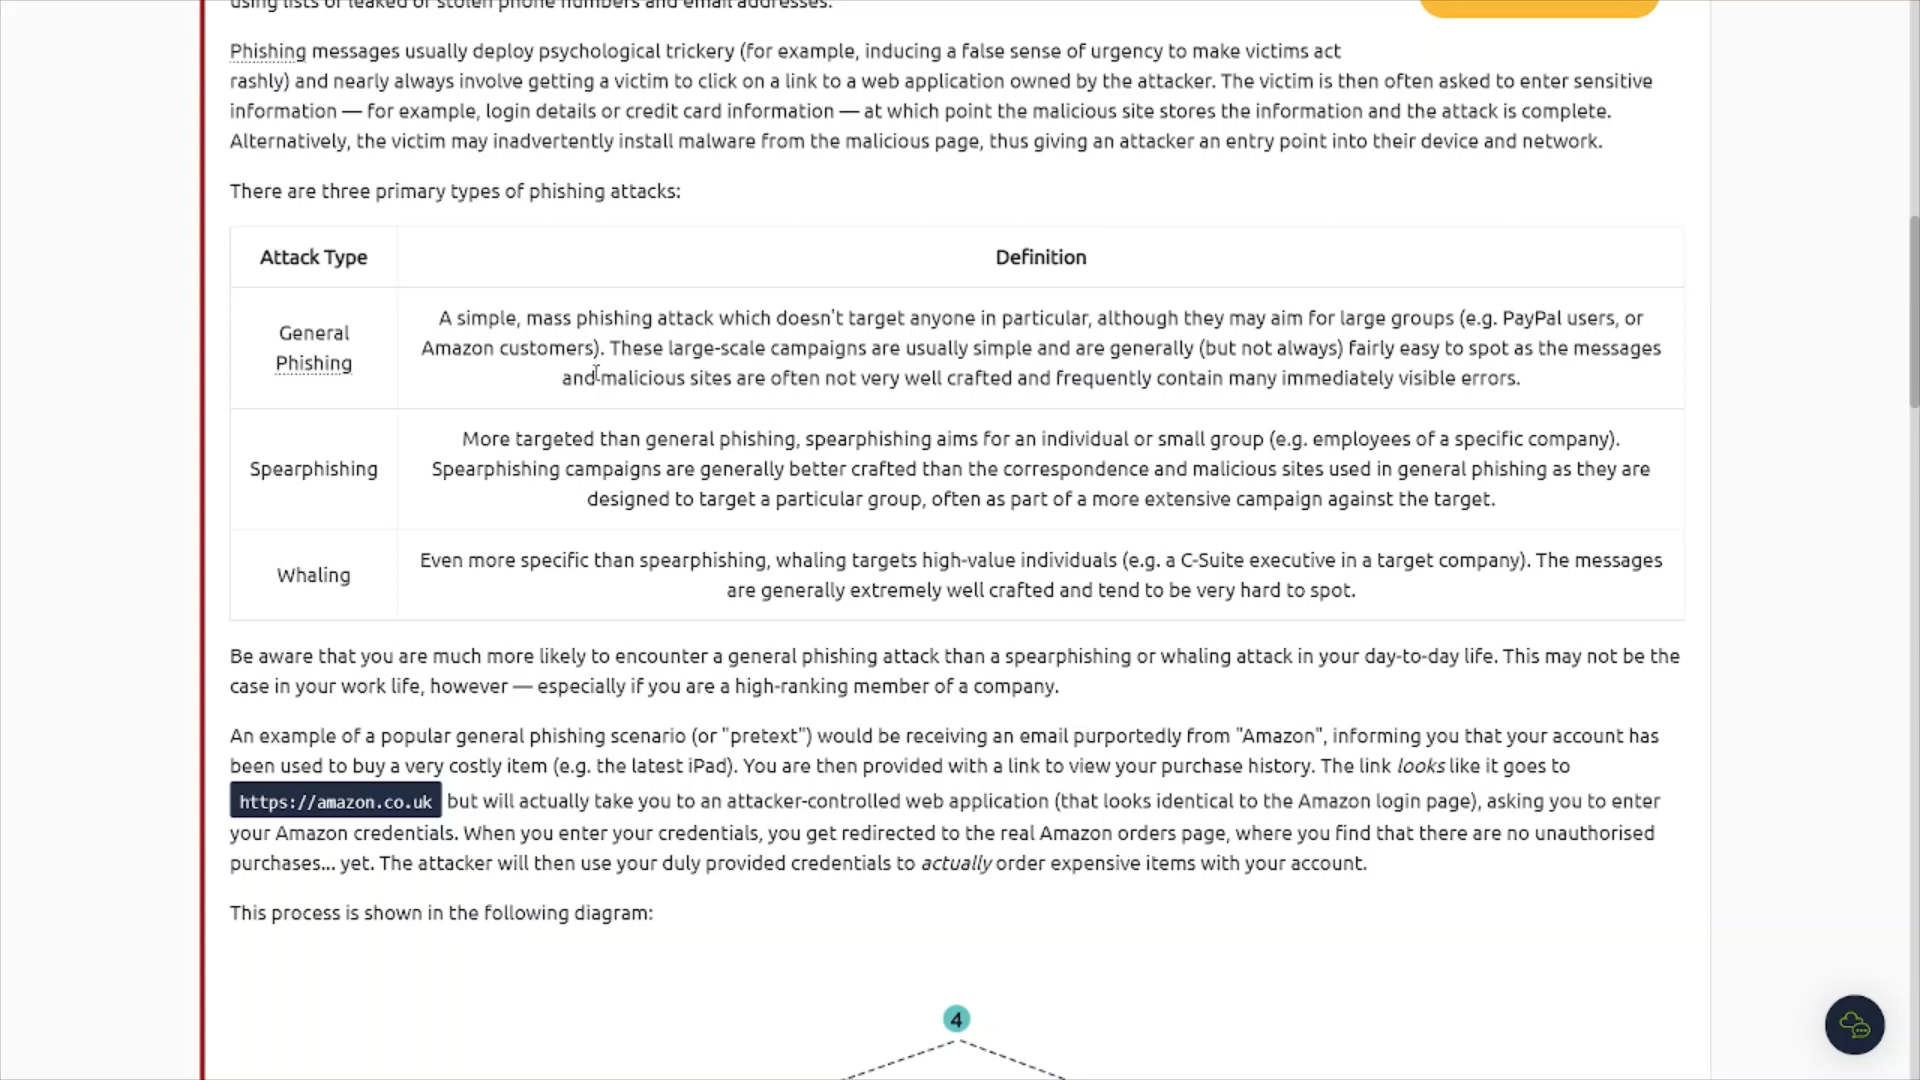 using lists of leaked or stolen phone numbers and email addresses.
Phishing messages usually deploy psychological trickery (for example, inducing a false sense of urgency to make victims act
rashly) and nearly always involve getting a victim to click on a link to a web application owned by the attacker. The victim is then often asked to enter sensitive
information — for example, login details or credit card information — at which point the malicious site stores the information and the attack is complete.
Alternatively, the victim may inadvertently install malware from the malicious page, thus giving an attacker an entry point into their device and network.
There are three primary types of phishing attacks:
Attack Type
Definition
General
Phishing
A simple, mass phishing attack which doesn't target anyone in particular, although they may aim for large groups (e.g. PayPal users, or
Amazon customers). These large-scale campaigns are usually simple and are generally (but not always) fairly easy to spot as the messages
and malicious sites are often not very well crafted and frequently contain many immediately visible errors.
Spearphishing
More targeted than general phishing, spearphishing aims for an individual or small group (e.g. employees of a specific company).
Spearphishing campaigns are generally better crafted than the correspondence and malicious sites used in general phishing as they are
designed to target a particular group, often as part of a more extensive campaign against the target.
Whaling
Even more specific than spearphishing, whaling targets high-value individuals (e.g. a C-Suite executive in a target company). The messages
are generally extremely well crafted and tend to be very hard to spot.
Be aware that you are much more likely to encounter a general phishing attack than a spearphishing or whaling attack in your day-to-day life. This may not be the
case in your work life, however — especially if you are a high-ranking member of a company.
An example of a popular general phishing scenario (or "pretext") would be receiving an email purportedly from "Amazon", informing you that your account has
been used to buy a very costly item (e.g. the latest iPad). You are then provided with a link to view your purchase history. The link looks like it goes to
https://amazon.co.uk but will actually take you to an attacker-controlled web application (that looks identical to the Amazon login page), asking you to enter
your Amazon credentials. When you enter your credentials, you get redirected to the real Amazon orders page, where you find that there are no unauthorised
purchases... yet. The attacker will then use your duly provided credentials to actually order expensive items with your account.
This process is shown in the following diagram:
4